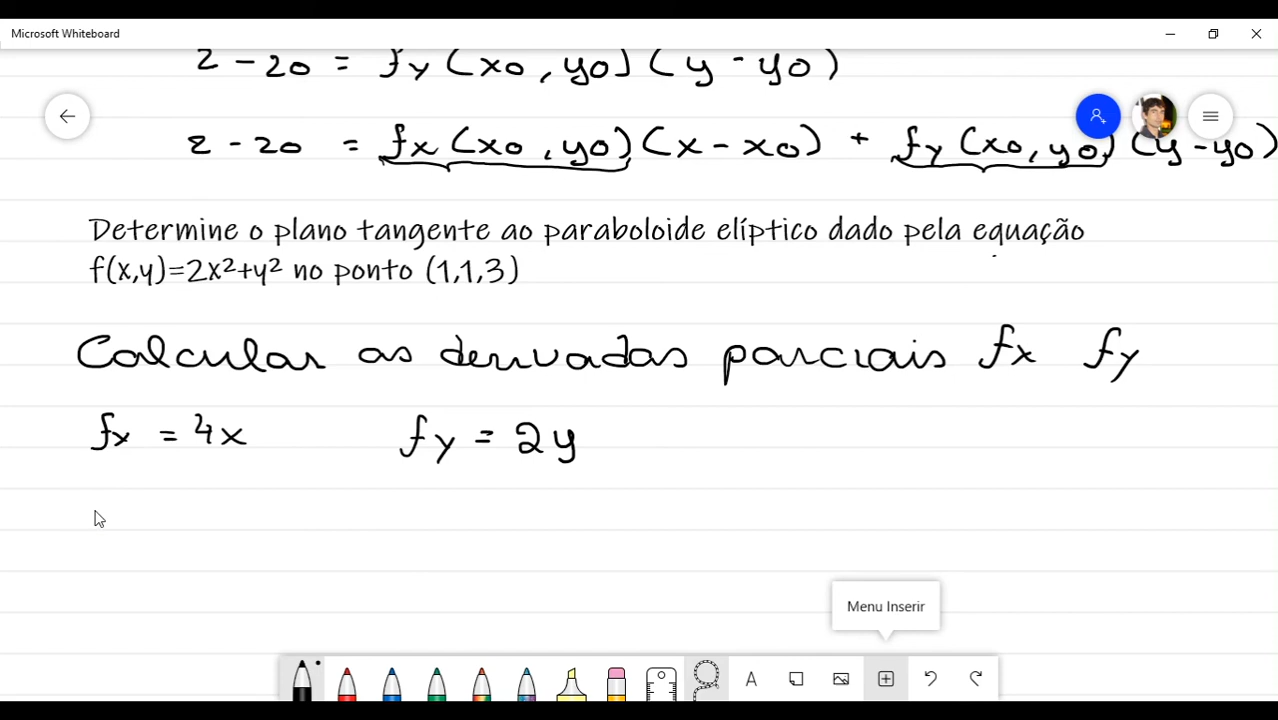 Microsoft Whiteboard
z - z0 = fy (x0, y0) (y - y0)
z - z0 = fx (x0, y0) (x - x0) + fy (x0, y0) (y - y0)
Determine o plano tangente ao paraboloide elíptico dado pela equação
f(x,y)=2x²+y² no ponto (1,1,3)
Calcular as derivadas parciais fx fy
fx = 4x fy = 2y
Menu Inserir
A